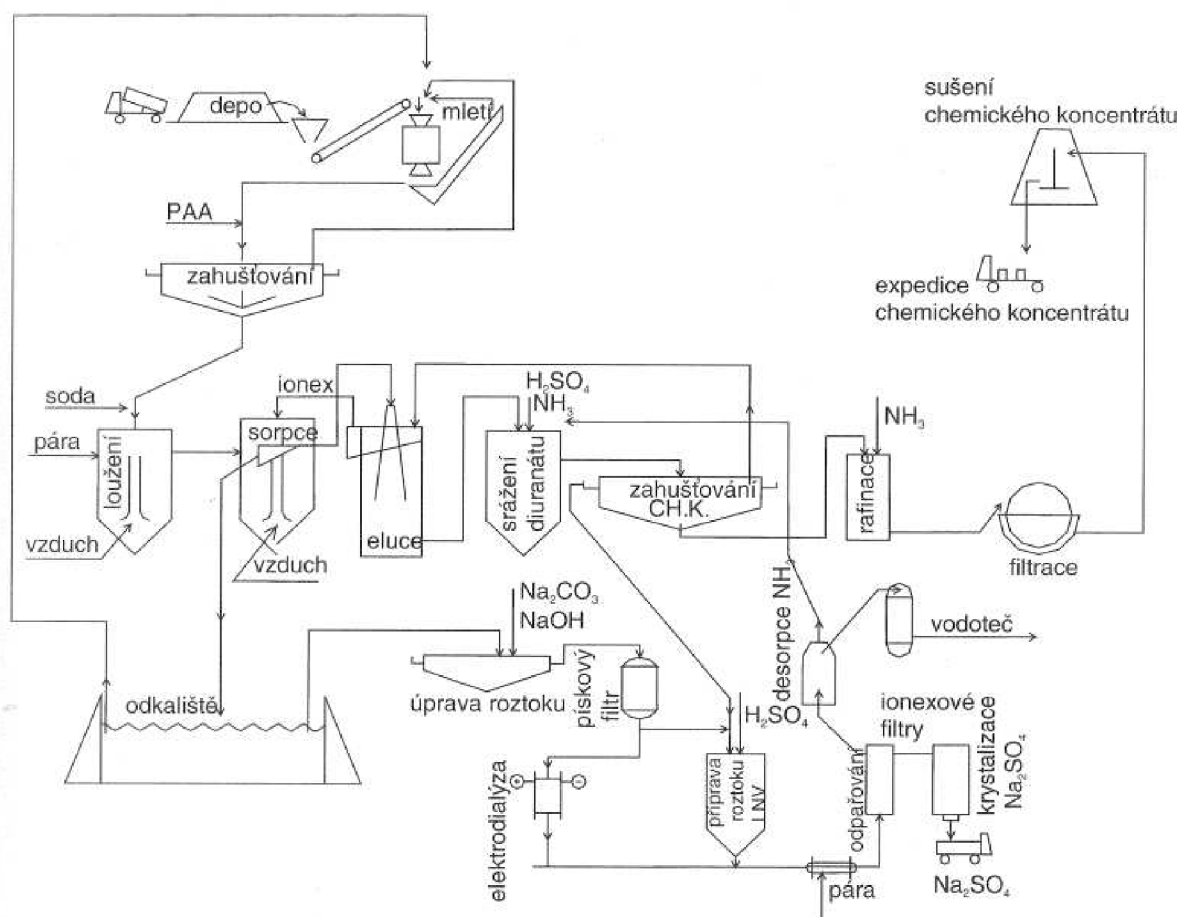 depo
mletí
sušení
chemického koncentrátu
PAA
zahušťování
expedice
chemického koncentrátu
soda
pára
loužení
vzduch
ionex
sorpce
vzduch
eluce
H₂SO₄
NH₃
srážení
diuranátu
zahušťování
CH.K.
NH₃
rafinace
filtrace
Na₂CO₃
NaOH
odkaliště
úprava roztoku
pískový
filtr
desorpce NH₃
vodoteč
H₂SO₄
ionexové
filtry
elektrodialýza
příprava
roztoku
odpařování
krystalizace
Na₂SO₄
pára
Na₂SO₄